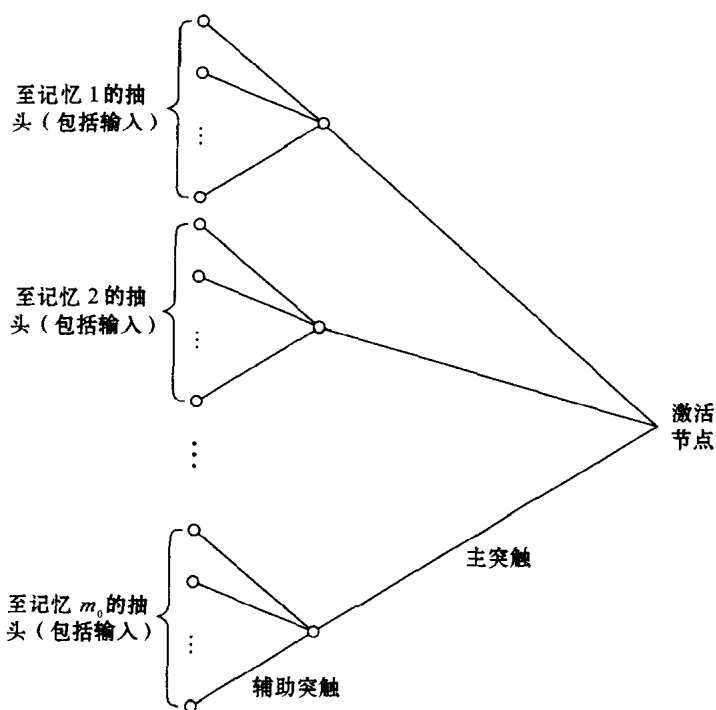 至记忆 1 的抽
头（包括输入）
至记忆 2 的抽
头（包括输入）
激活
节点
主突触
至记忆 m₀ 的抽
头（包括输入）
辅助突触